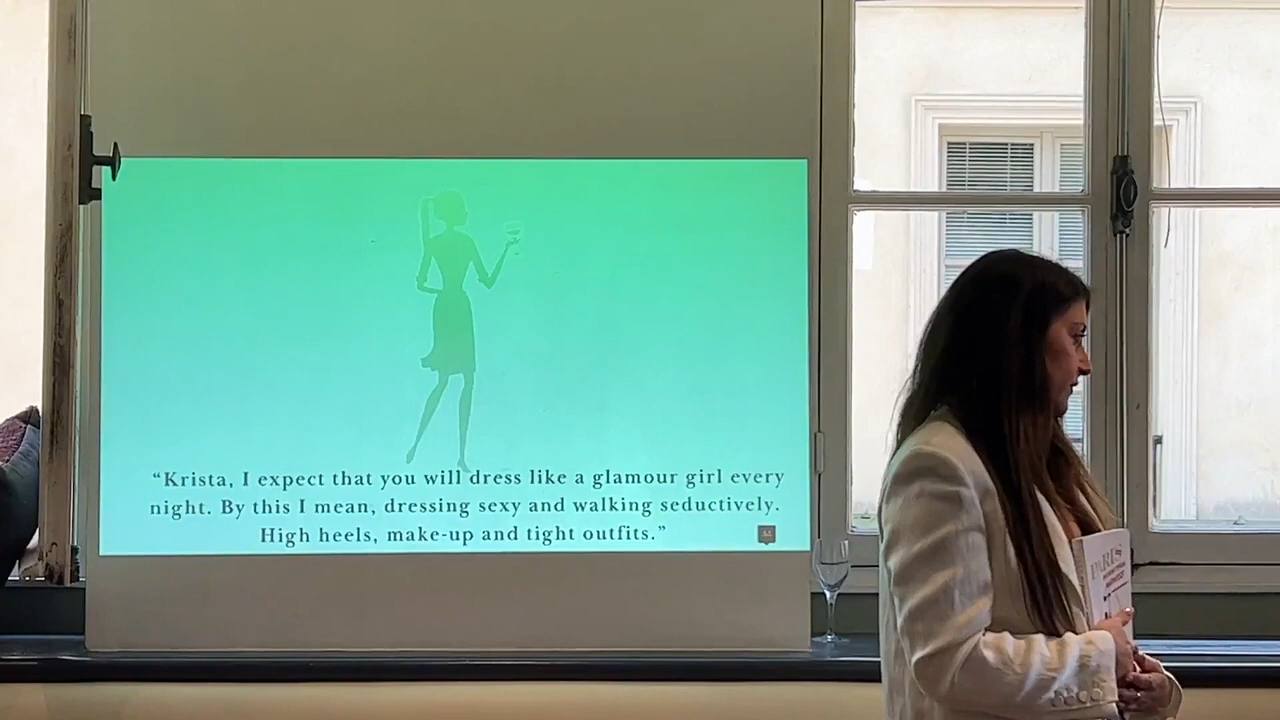 “Krista, I expect that you will dress like a glamour girl every
night. By this I mean, dressing sexy and walking seductively.
High heels, make-up and tight outfits.”
PARIS